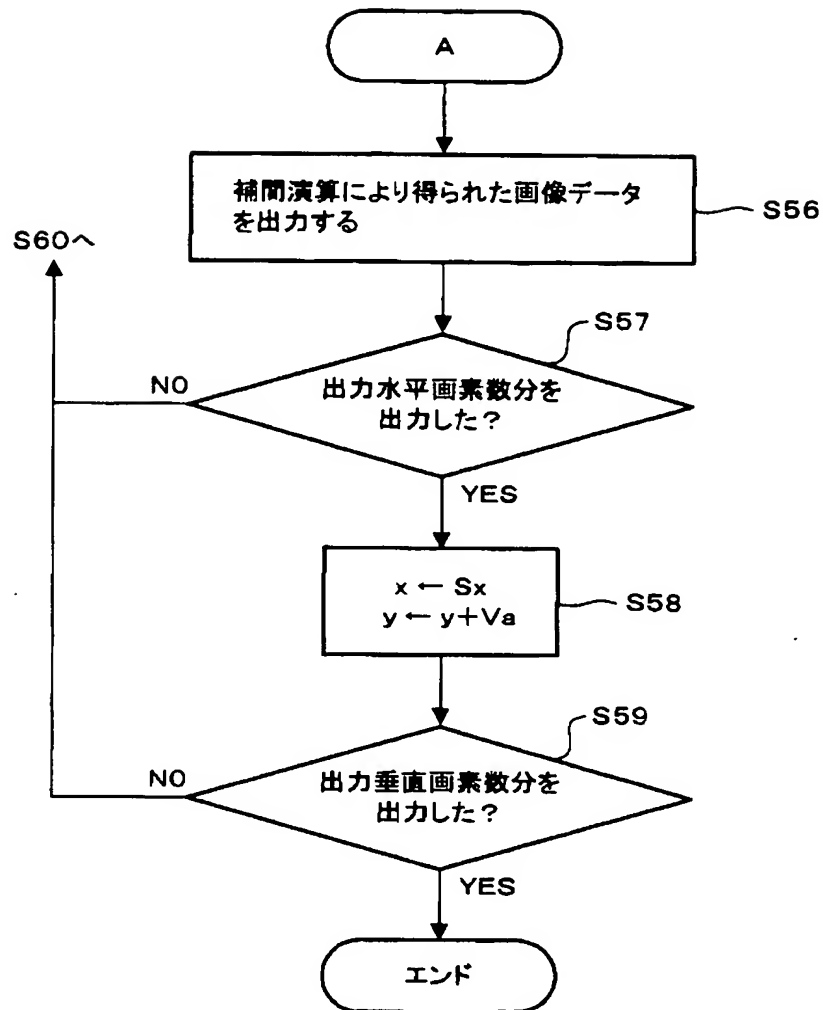 A
補間演算により得られた画像データ
を出力する
S56
S60へ
S57
NO
出力水平画素数分を
出力した?
YES
x ← Sx
y ← y+Va
S58
S59
NO
出力垂直画素数分を
出力した?
YES
エンド